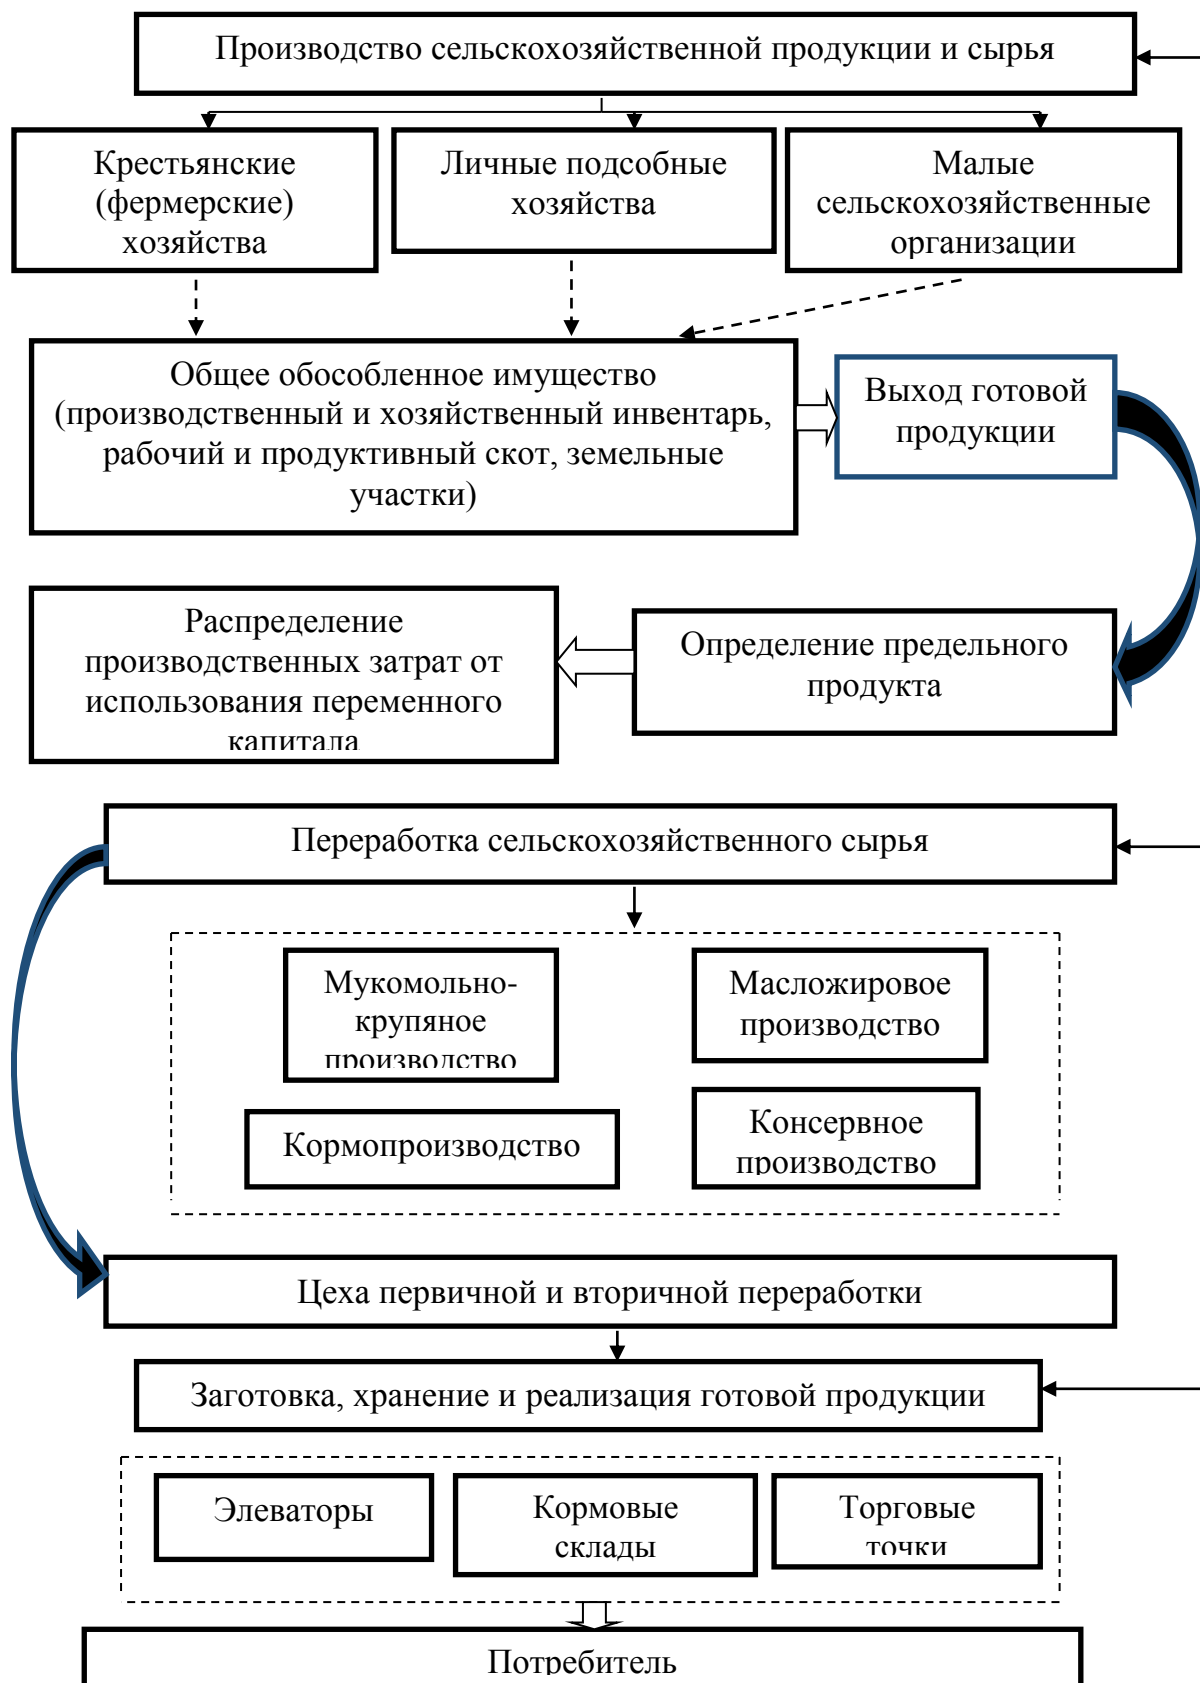 Производство сельскохозяйственной продукции и сырья
Крестьянские
(фермерские)
хозяйства
Личные подсобные
хозяйства
Малые
сельскохозяйственные
организации
Общее обособленное имущество
(производственный и хозяйственный инвентарь,
рабочий и продуктивный скот, земельные
участки)
Выход готовой
продукции
Распределение
производственных затрат от
использования переменного
капитала
Определение предельного
продукта
Переработка сельскохозяйственного сырья
Мукомольно-
крупяное
производство
Масложировое
производство
Кормопроизводство
Консервное
производство
Цеха первичной и вторичной переработки
Заготовка, хранение и реализация готовой продукции
Элеваторы
Кормовые
склады
Торговые
точки
Потребитель